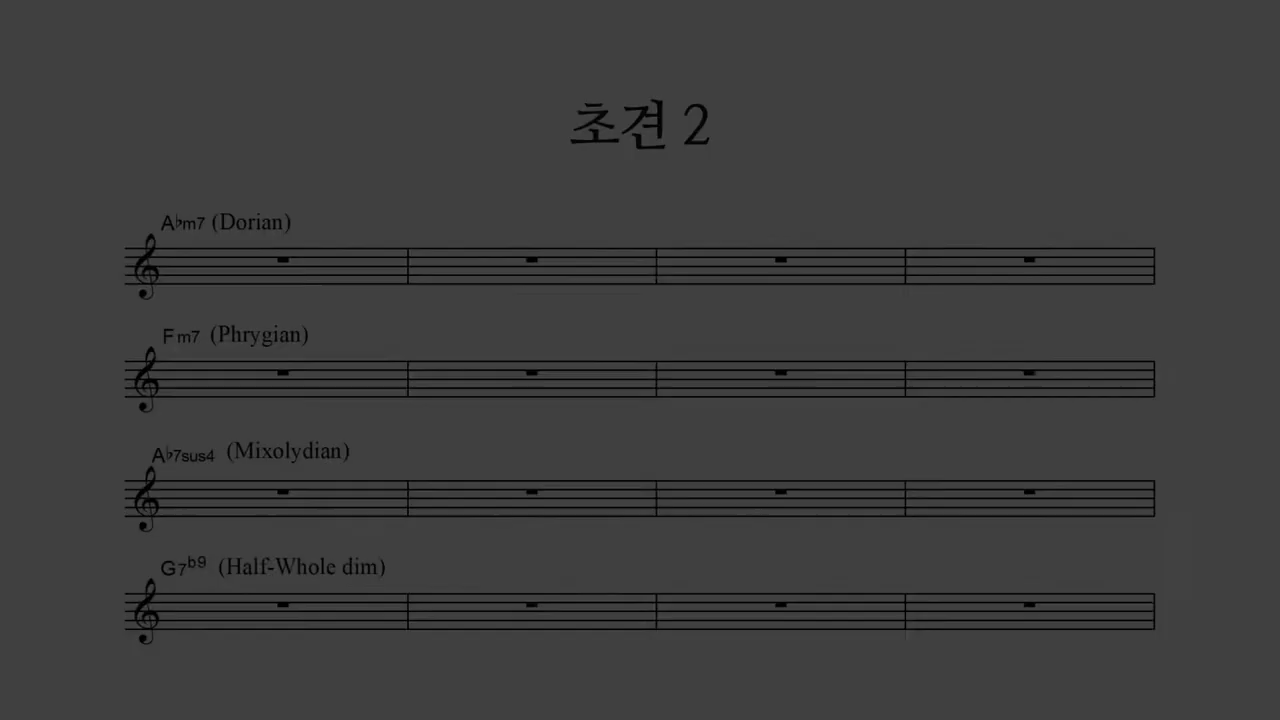 초견 2
A♭m7 (Dorian)
Fm7 (Phrygian)
A♭7sus4 (Mixolydian)
G7b9 (Half-Whole dim)